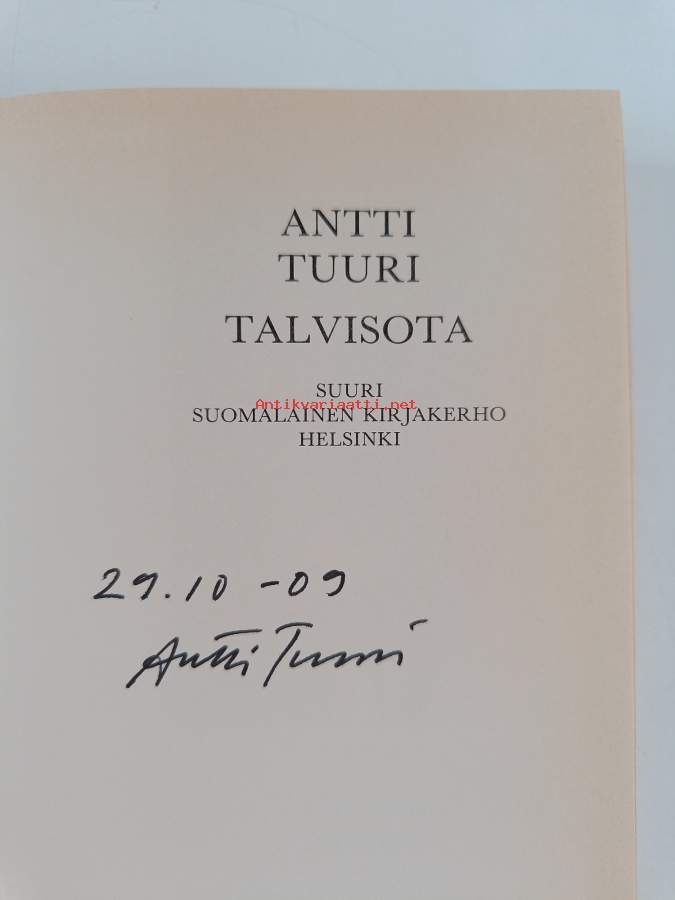 ANTTI
TUURI
TALVISOTA
SUURI
Antikvariaatti.net
SUOMALAINEN KIRJAKERHO
HELSINKI
29.10 -09
Antti Tuuri